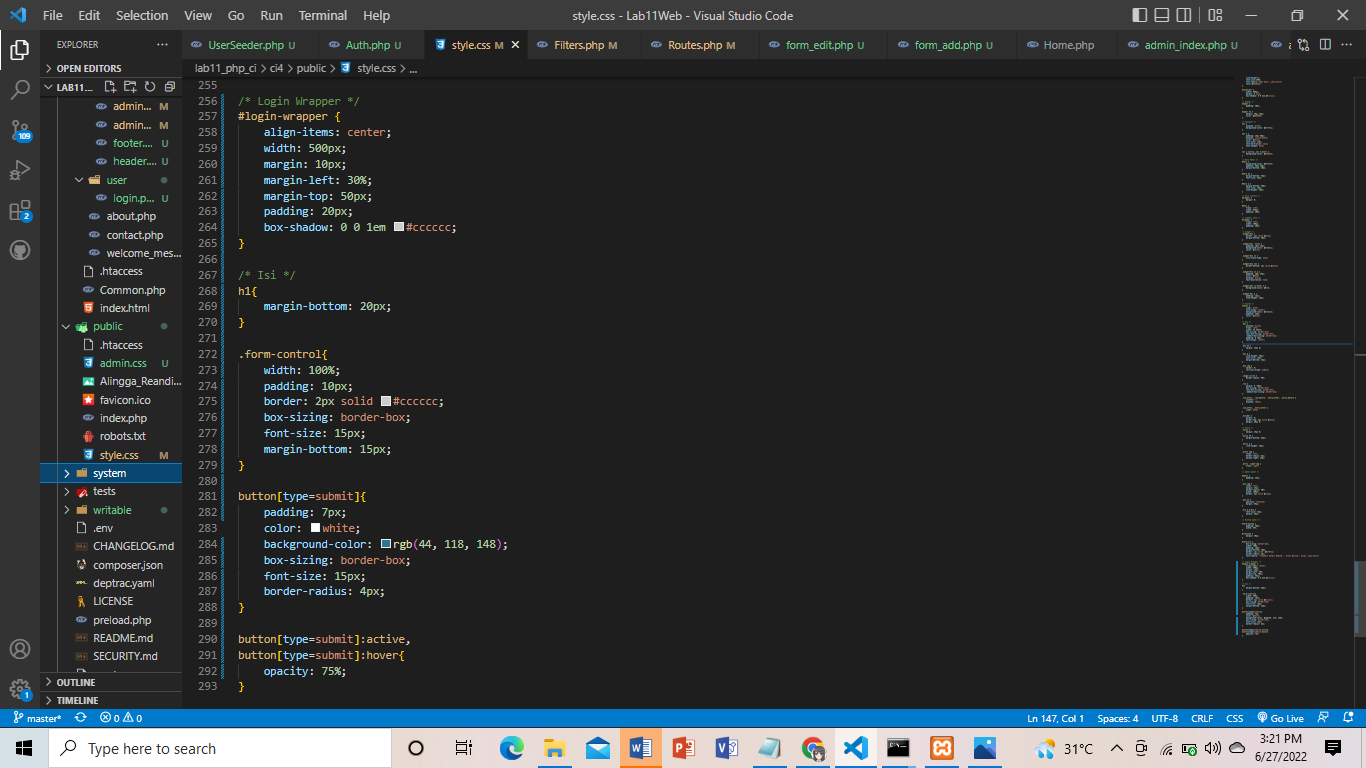 File Edit Selection View Go Run Terminal Help style.css - Lab11Web - Visual Studio Code
EXPLORER
UserSeeder.php U Auth.php U style.css M Filters.php M Routes.php M form_edit.php U form_add.php U Home.php admin_index.php U
OPEN EDITORS
lab11_php_ci > ci4 > public > style.css > ...
LAB11...
admin... M
admin... M
footer.... U
header.... U
user
login.p... U
about.php
contact.php
welcome_mes...
.htaccess
Common.php
index.html
public
.htaccess
admin.css U
Alingga_Reandi...
favicon.ico
index.php
robots.txt
style.css M
system
tests
writable
.env
CHANGELOG.md
composer.json
deptrac.yaml
LICENSE
preload.php
README.md
SECURITY.md
OUTLINE
TIMELINE
109
2
1
255
256 /* Login Wrapper */
257 #login-wrapper {
258 align-items: center;
259 width: 500px;
260 margin: 10px;
261 margin-left: 30%;
262 margin-top: 50px;
263 padding: 20px;
264 box-shadow: 0 0 1em #cccccc;
265 }
266
267 /* Isi */
268 h1{
269 margin-bottom: 20px;
270 }
271
272 .form-control{
273 width: 100%;
274 padding: 10px;
275 border: 2px solid #cccccc;
276 box-sizing: border-box;
277 font-size: 15px;
278 margin-bottom: 15px;
279 }
280
281 button[type=submit]{
282 padding: 7px;
283 color: white;
284 background-color: rgb(44, 118, 148);
285 box-sizing: border-box;
286 font-size: 15px;
287 border-radius: 4px;
288 }
289
290 button[type=submit]:active,
291 button[type=submit]:hover{
292 opacity: 75%;
293 }
master* 0 0 Ln 147, Col 1 Spaces: 4 UTF-8 CRLF CSS Go Live
Type here to search
31°C
3:21 PM
6/27/2022